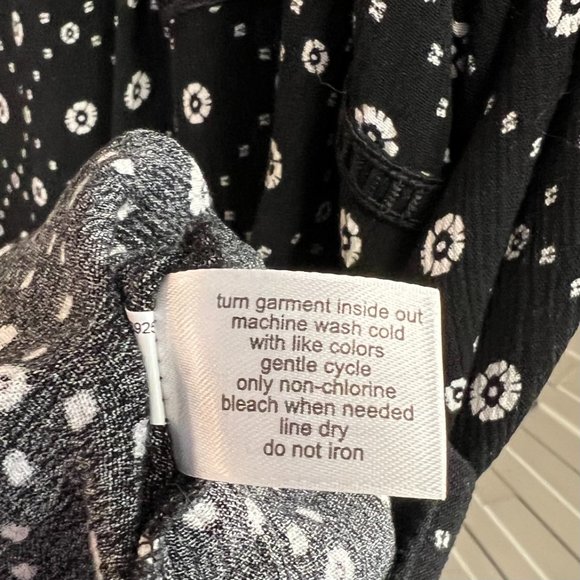 turn garment inside out
machine wash cold
with like colors
gentle cycle
only non-chlorine
bleach when needed
line dry
do not iron
925